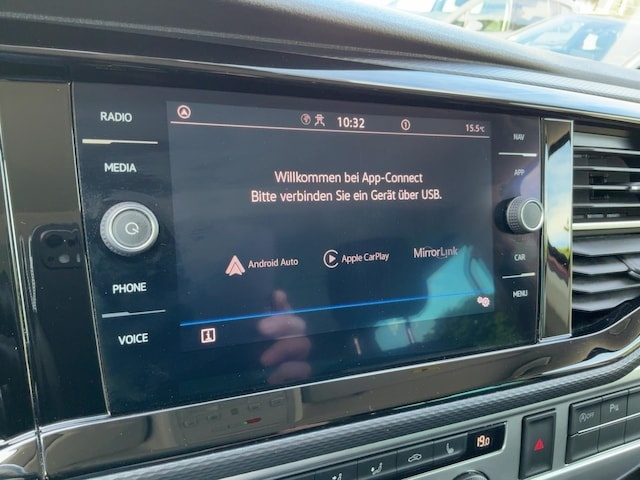 RADIO
MEDIA
PHONE
VOICE
10:32
15.5°C
Willkommen bei App-Connect
Bitte verbinden Sie ein Gerät über USB.
Android Auto
Apple CarPlay
MirrorLink
NAV
APP
CAR
MENU
19.0
OFF